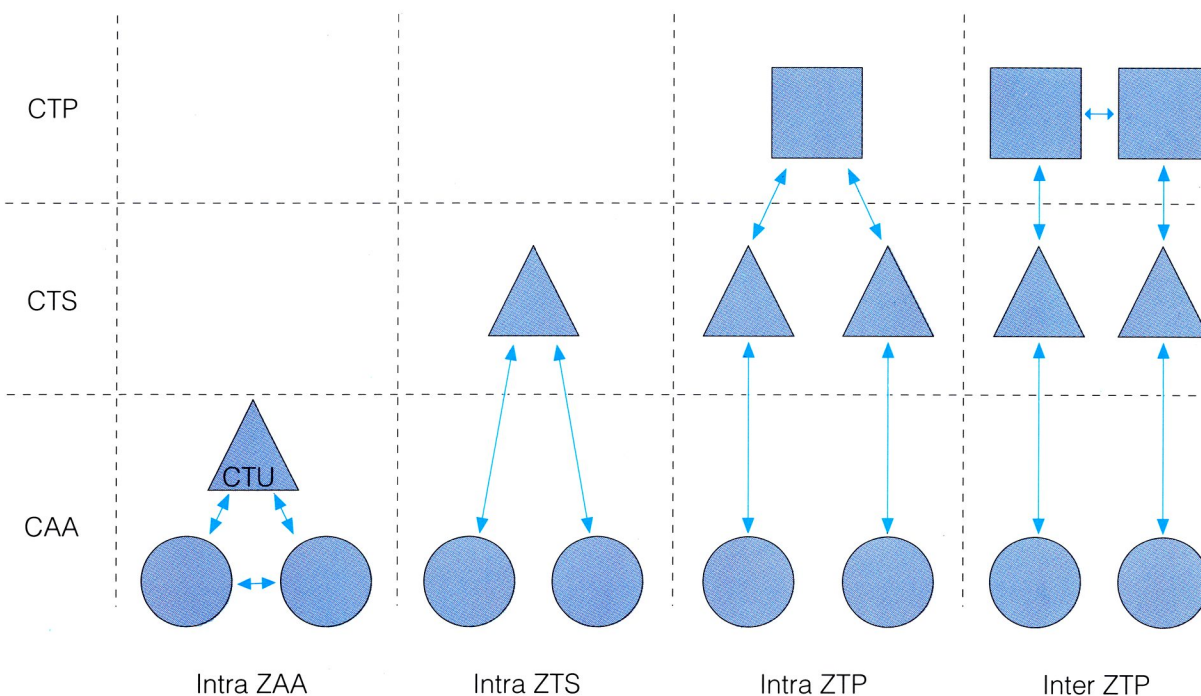 CTP
CTS
CTU
CAA
Intra ZAA
Intra ZTS
Intra ZTP
Inter ZTP